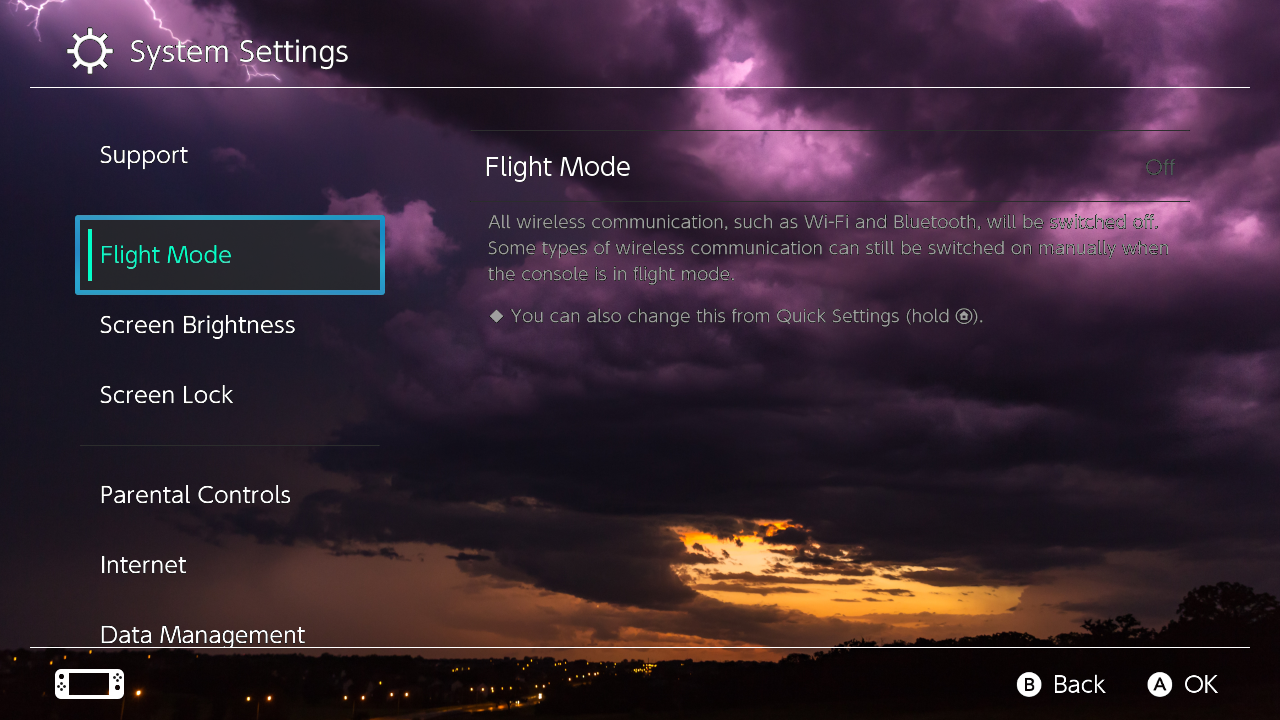 System Settings
Support
Flight Mode
Screen Brightness
Screen Lock
Parental Controls
Internet
Data Management
Flight Mode Off
All wireless communication, such as Wi-Fi and Bluetooth, will be switched off.
Some types of wireless communication can still be switched on manually when
the console is in flight mode.
◆ You can also change this from Quick Settings (hold ).
B Back A OK